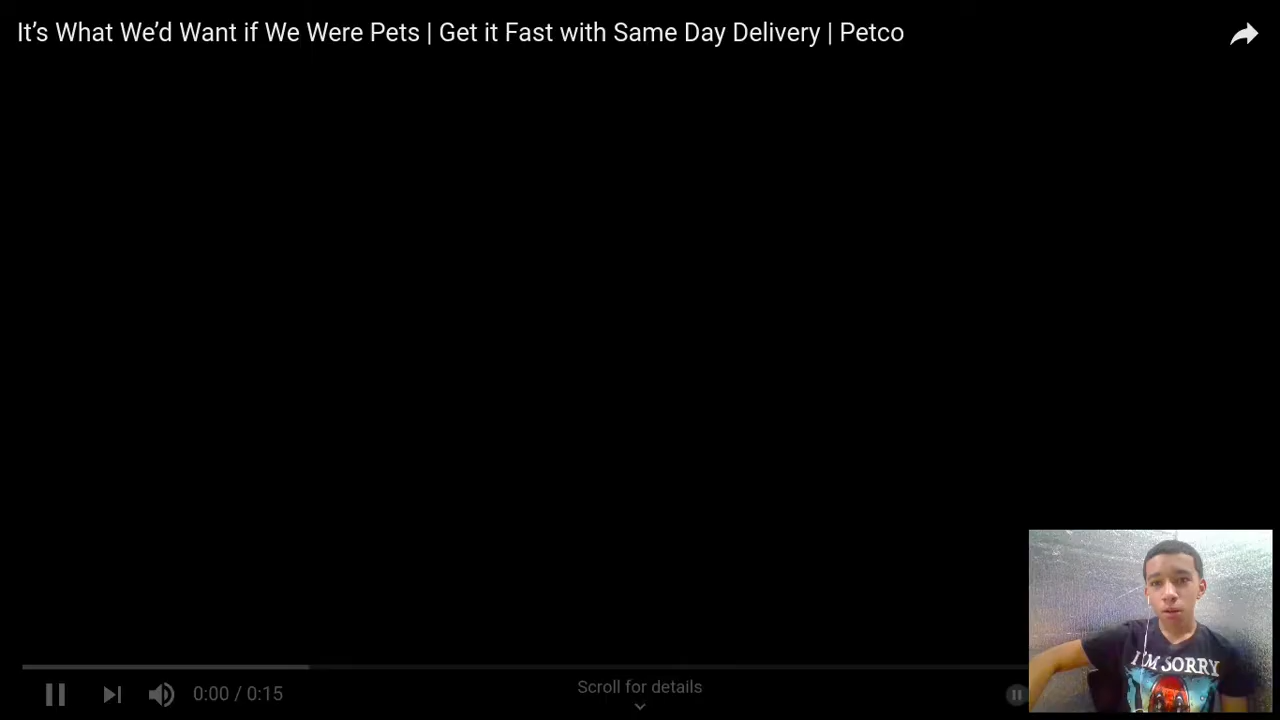 It’s What We’d Want if We Were Pets | Get it Fast with Same Day Delivery | Petco
0:00 / 0:15
Scroll for details
I'M SORRY